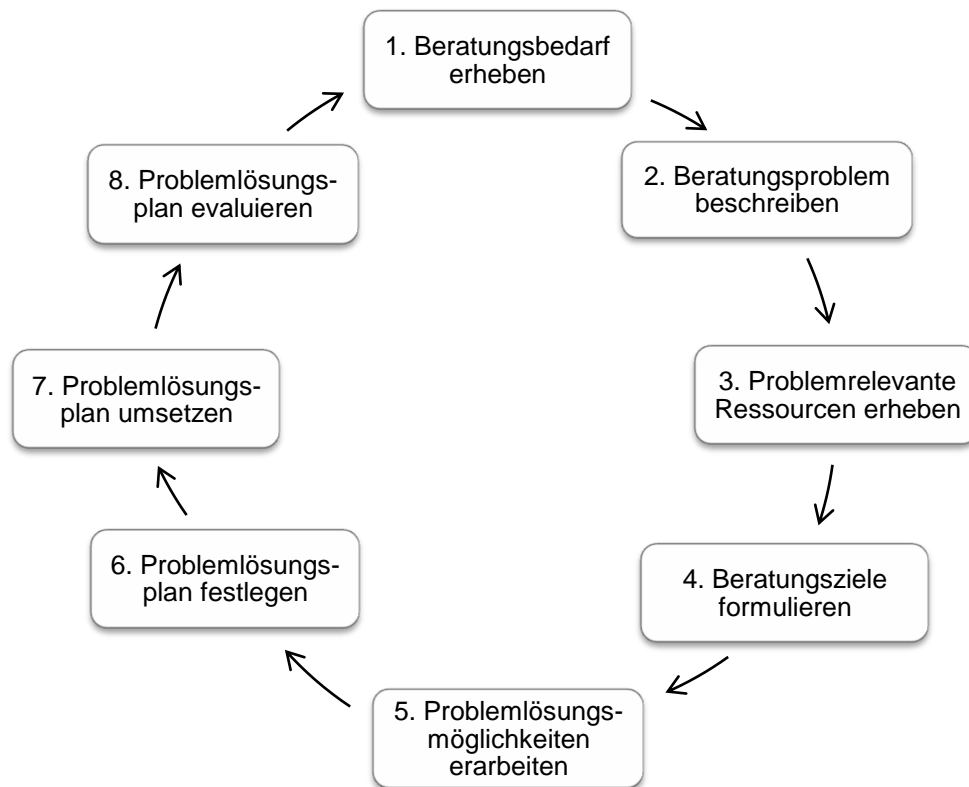 1. Beratungsbedarf
erheben
2. Beratungsproblem
beschreiben
3. Problemrelevante
Ressourcen erheben
4. Beratungsziele
formulieren
5. Problemlösungs-
möglichkeiten
erarbeiten
6. Problemlösungs-
plan festlegen
7. Problemlösungs-
plan umsetzen
8. Problemlösungs-
plan evaluieren